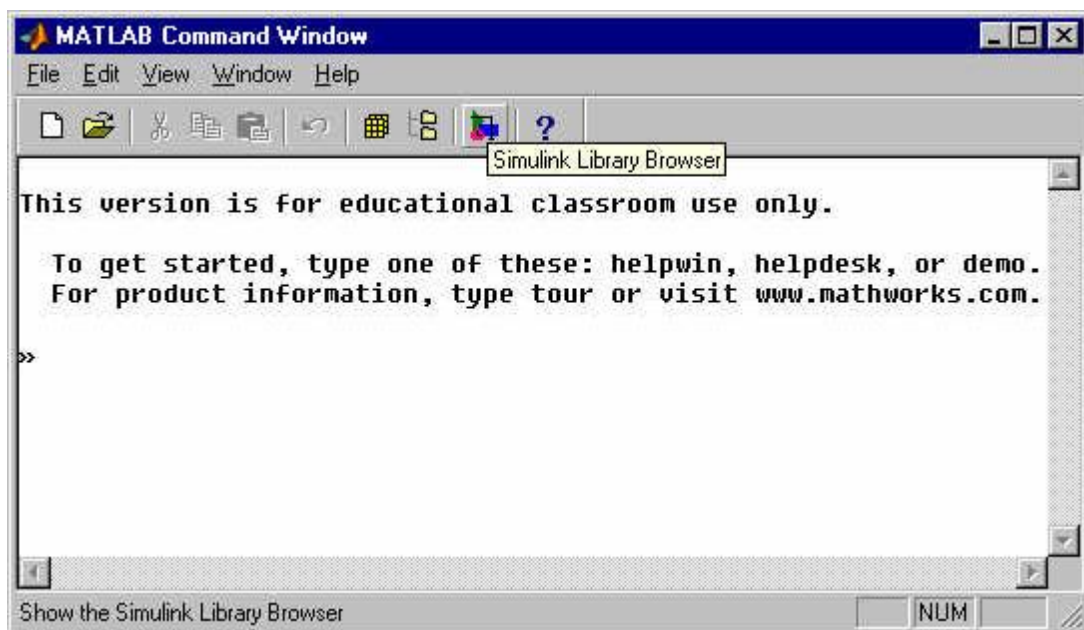 MATLAB Command Window
File Edit View Window Help
?
Simulink Library Browser
This version is for educational classroom use only.
To get started, type one of these: helpwin, helpdesk, or demo.
For product information, type tour or visit www.mathworks.com.
»
Show the Simulink Library Browser NUM